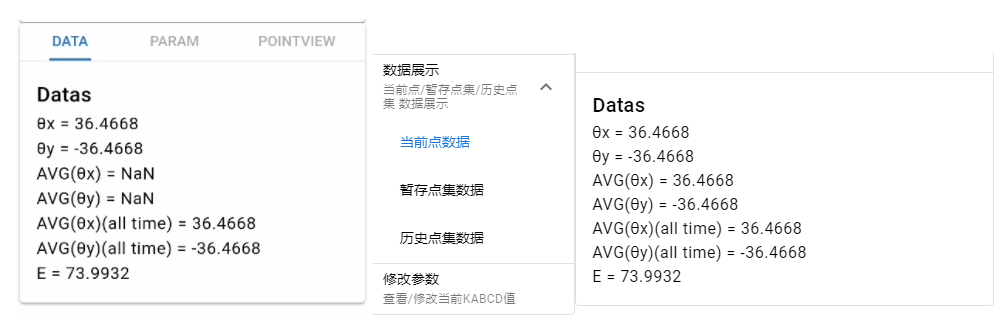 DATA PARAM POINTVIEW
Datas
θx = 36.4668
θy = -36.4668
AVG(θx) = NaN
AVG(θy) = NaN
AVG(θx)(all time) = 36.4668
AVG(θy)(all time) = -36.4668
E = 73.9932
数据展示
当前点/暂存点集/历史点
集 数据展示
当前点数据
暂存点集数据
历史点集数据
修改参数
查看/修改当前KABCD值
Datas
θx = 36.4668
θy = -36.4668
AVG(θx) = 36.4668
AVG(θy) = -36.4668
AVG(θx)(all time) = 36.4668
AVG(θy)(all time) = -36.4668
E = 73.9932